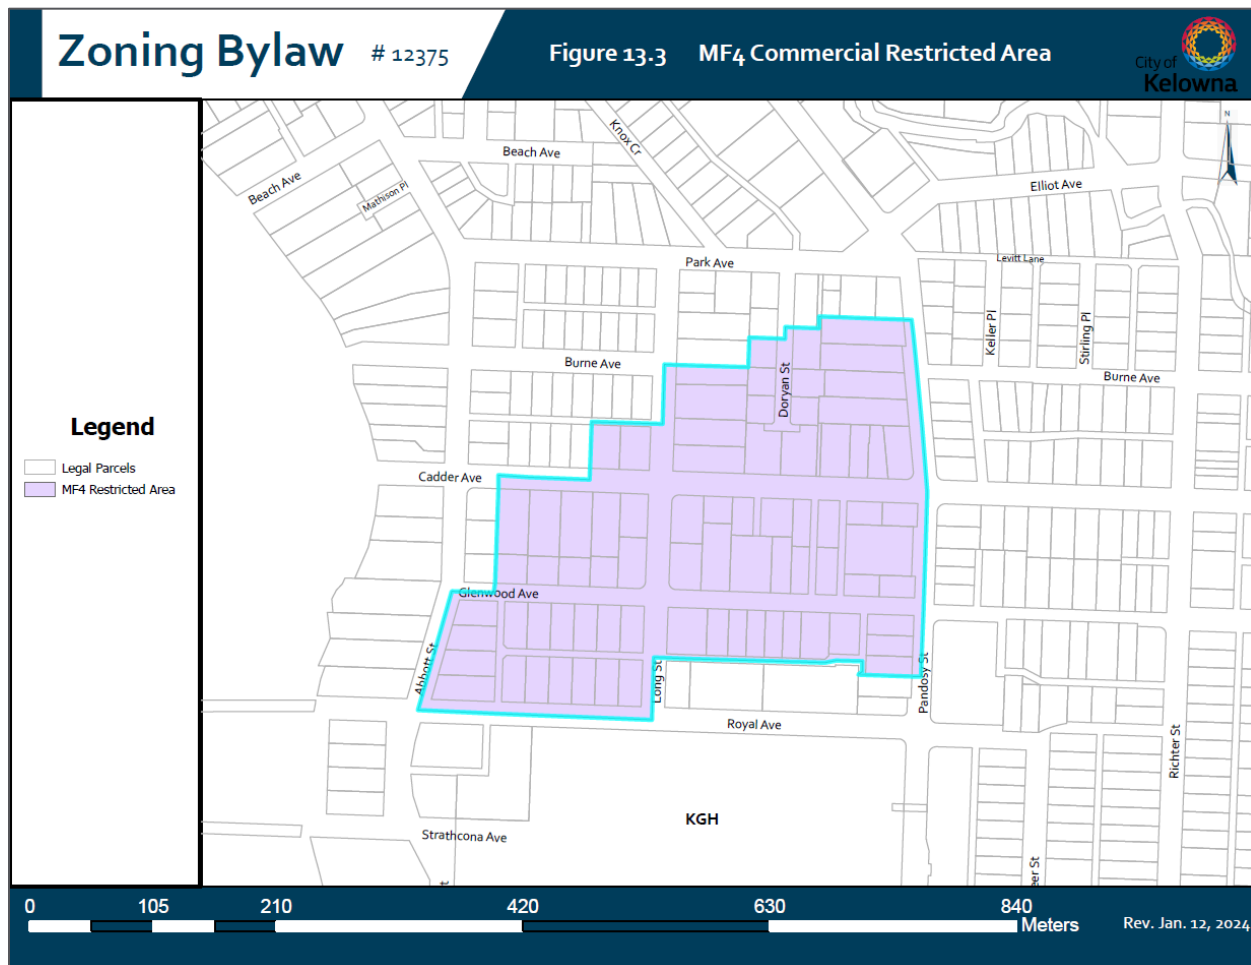 Zoning Bylaw # 12375
Figure 13.3 MF4 Commercial Restricted Area
City of
Kelowna
N
Knox Cr
Beach Ave
Beach Ave
Mathison Pl
Elliot Ave
Park Ave
Levitt Lane
Keller Pl
Stirling Pl
Burne Ave
Doryan St
Burne Ave
Legend
Legal Parcels
MF4 Restricted Area
Cadder Ave
Glenwood Ave
Abbott St
Long St
Pandosy St
Royal Ave
Richter St
KGH
Strathcona Ave
eer St
t
0 105 210 420 630 840
Meters
Rev. Jan. 12, 2024